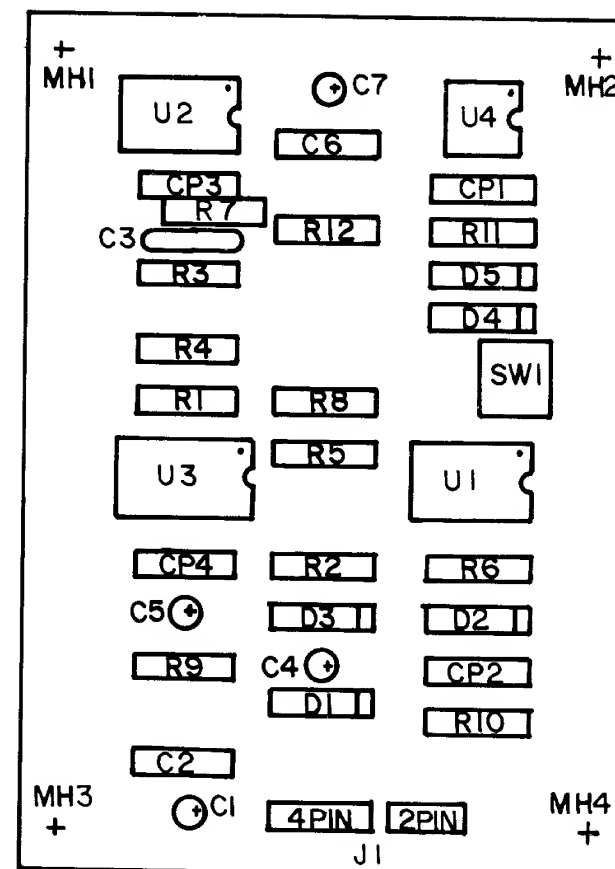 MH1
MH2
U2
C7
U4
C6
CP3
CP1
R7
C3
R12
R11
R3
D5
D4
R4
SW1
R1
R8
U3
R5
U1
CP4
R2
R6
C5
D3
D2
R9
C4
CP2
D1
R10
C2
MH3
C1
4PIN
2PIN
MH4
J1